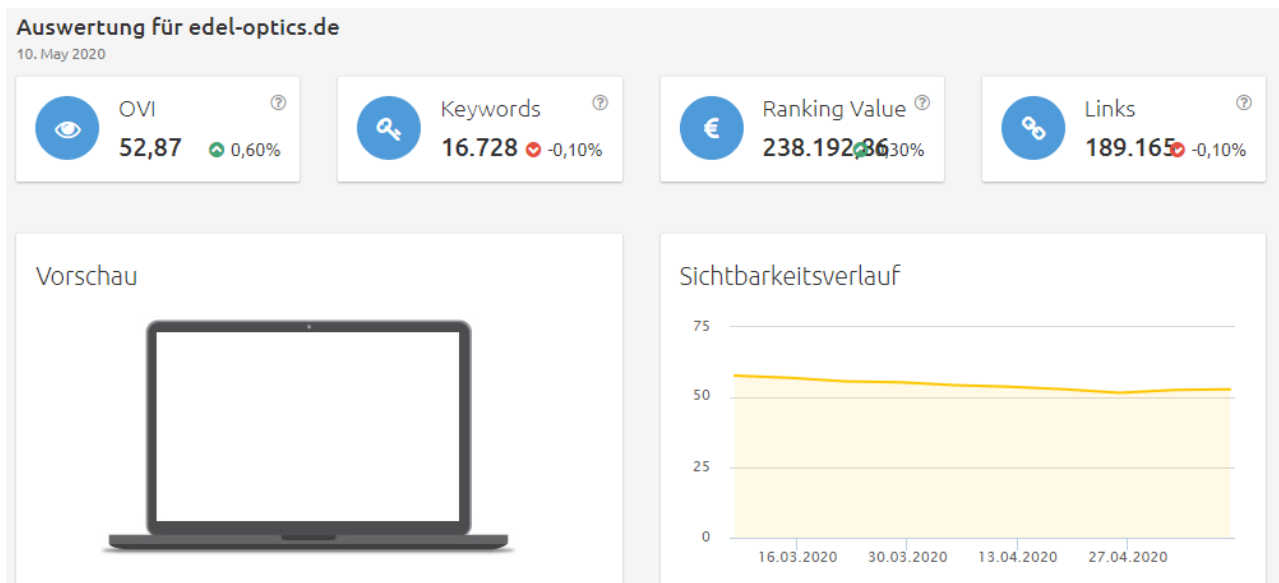 Auswertung für edel-optics.de
10. May 2020
OVI
52,87 0,60%
Keywords
16.728 -0,10%
Ranking Value
238.192,86 0,30%
Links
189.165 -0,10%
Vorschau
Sichtbarkeitsverlauf
75
50
25
0
16.03.2020 30.03.2020 13.04.2020 27.04.2020